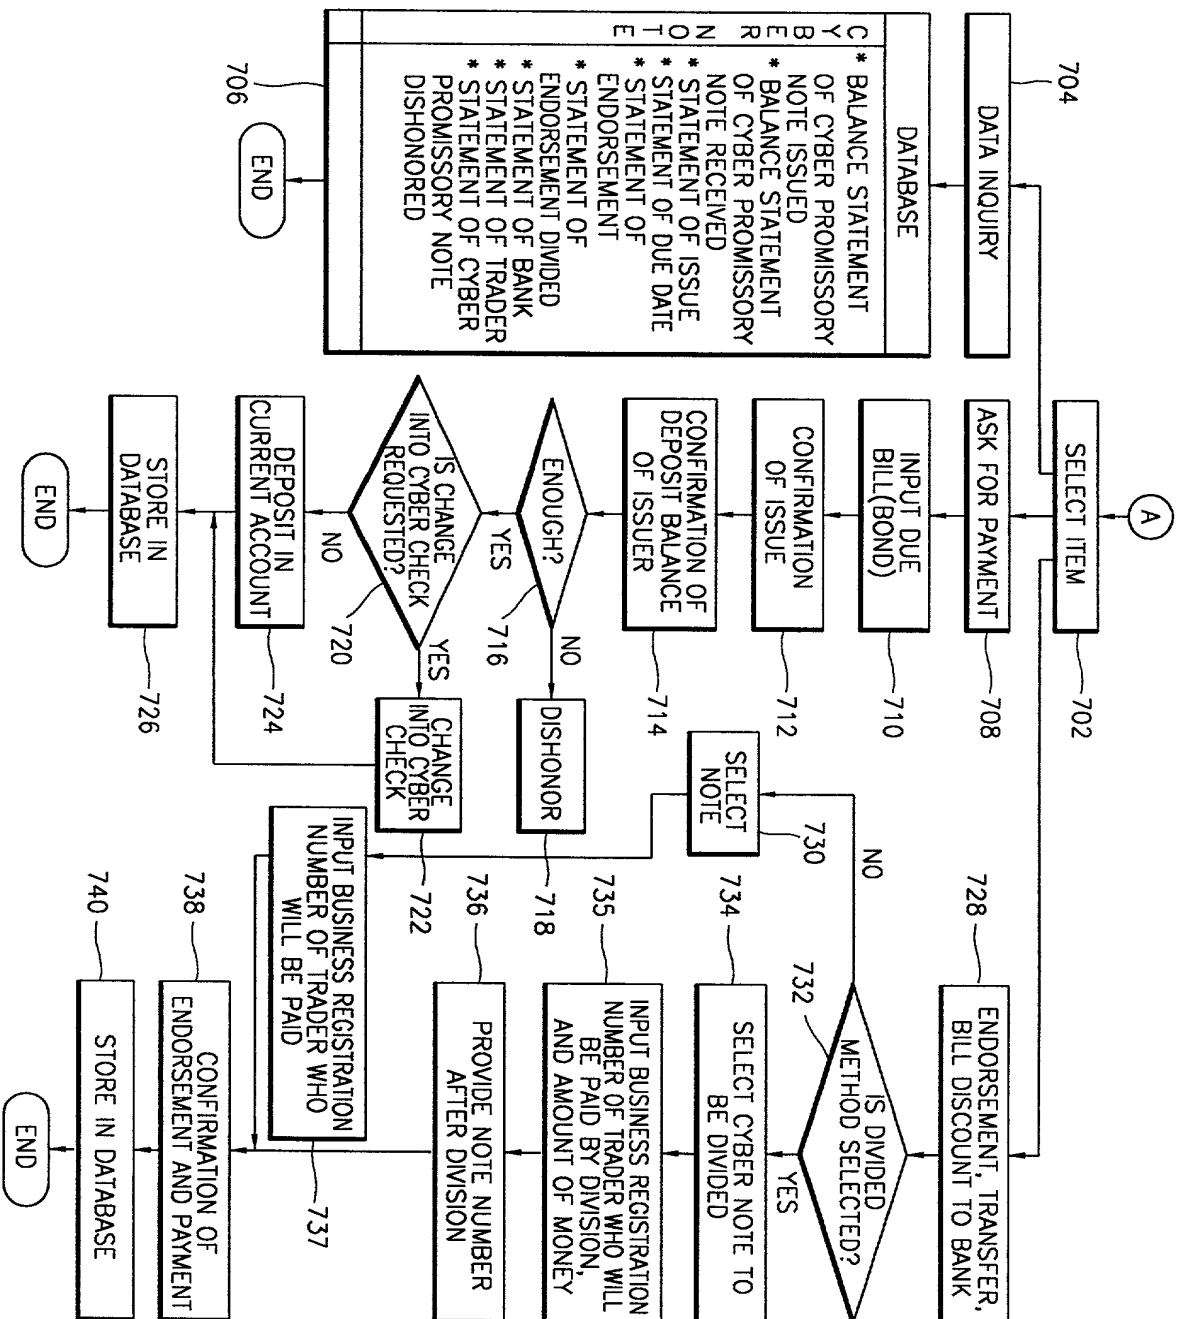 A
SELECT ITEM
702
704
DATA INQUIRY
DATABASE
CYBER NOTE
* BALANCE STATEMENT
OF CYBER PROMISSORY
NOTE ISSUED
* BALANCE STATEMENT
OF CYBER PROMISSORY
NOTE RECEIVED
* STATEMENT OF ISSUE
* STATEMENT OF DUE DATE
* STATEMENT OF
ENDORSEMENT
* STATEMENT OF
ENDORSEMENT DIVIDED
* STATEMENT OF BANK
* STATEMENT OF TRADER
* STATEMENT OF CYBER
PROMISSORY NOTE
DISHONORED
706
END
ASK FOR PAYMENT
708
INPUT DUE
BILL(BOND)
710
CONFIRMATION
OF ISSUE
712
CONFIRMATION OF
DEPOSIT BALANCE
OF ISSUER
714
ENOUGH?
716
NO
YES
DISHONOR
718
IS CHANGE
INTO CYBER CHECK
REQUESTED?
720
YES
NO
CHANGE
INTO CYBER
CHECK
722
DEPOSIT IN
CURRENT ACCOUNT
724
STORE IN
DATABASE
726
END
728
ENDORSEMENT, TRANSFER,
BILL DISCOUNT TO BANK
IS DIVIDED
METHOD SELECTED?
732
NO
YES
SELECT
NOTE
730
734
SELECT CYBER NOTE TO
BE DIVIDED
735
INPUT BUSINESS REGISTRATION
NUMBER OF TRADER WHO WILL
BE PAID BY DIVISION,
AND AMOUNT OF MONEY
736
PROVIDE NOTE NUMBER
AFTER DIVISION
INPUT BUSINESS REGISTRATION
NUMBER OF TRADER WHO
WILL BE PAID
737
738
CONFIRMATION OF
ENDORSEMENT AND PAYMENT
740
STORE IN DATABASE
END